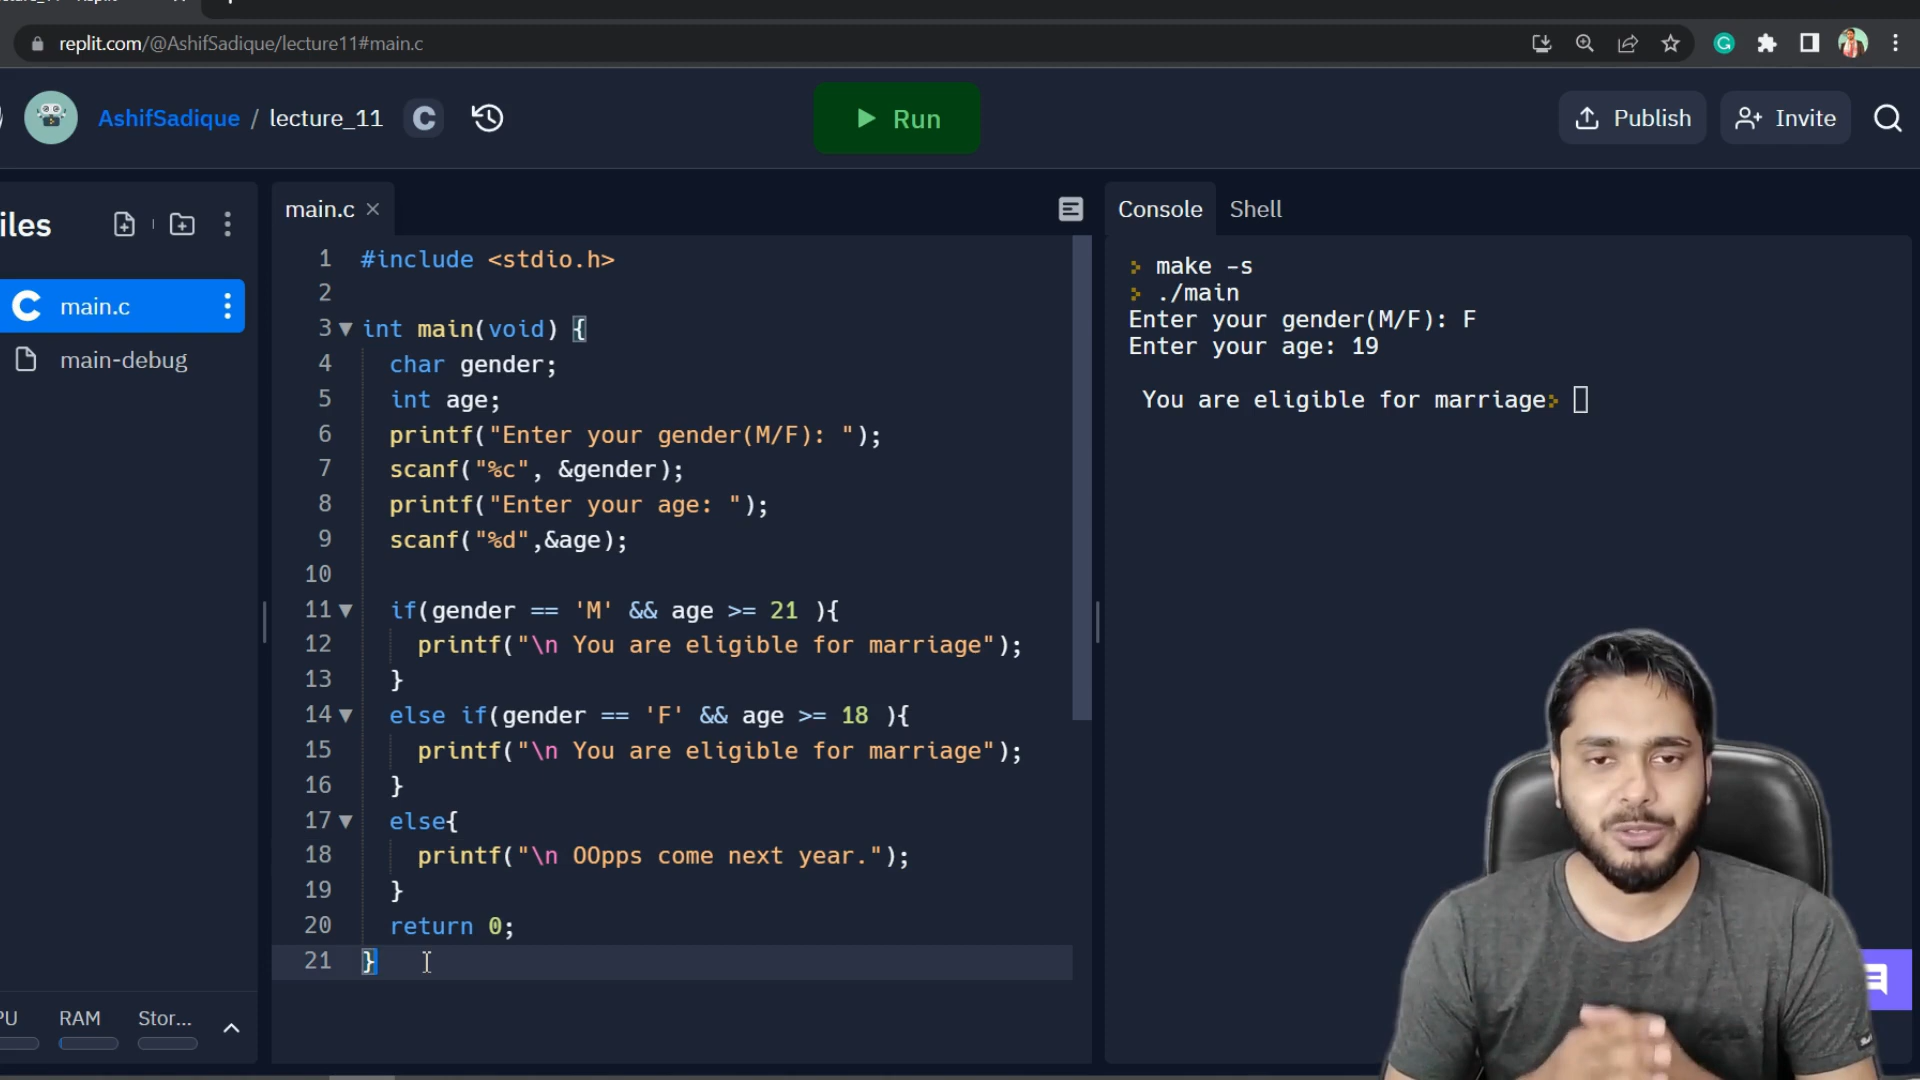 replit.com/@AshifSadique/lecture11#main.c
AshifSadique / lecture_11
C
Run
Publish
Invite
iles
main.c
main-debug
main.c
Console
Shell
1 #include <stdio.h>
2
3 int main(void) {
4 char gender;
5 int age;
6 printf("Enter your gender(M/F): ");
7 scanf("%c", &gender);
8 printf("Enter your age: ");
9 scanf("%d",&age);
10
11 if(gender == 'M' && age >= 21 ){
12 printf("\n You are eligible for marriage");
13 }
14 else if(gender == 'F' && age >= 18 ){
15 printf("\n You are eligible for marriage");
16 }
17 else{
18 printf("\n OOpps come next year.");
19 }
20 return 0;
21 }
make -s
./main
Enter your gender(M/F): F
Enter your age: 19
You are eligible for marriage
PU
RAM
Stor...